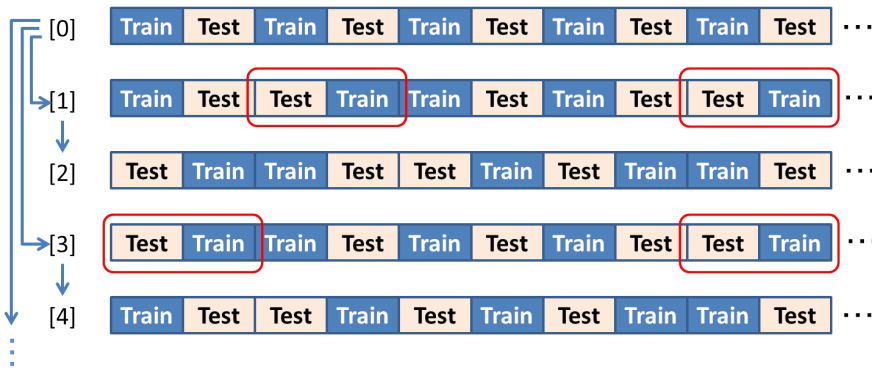 [0] Train Test Train Test Train Test Train Test Train Test ...
[1] Train Test Test Train Train Test Train Test Test Train ...
[2] Test Train Train Test Test Train Test Train Train Test ...
[3] Test Train Train Test Train Test Train Test Test Train ...
[4] Train Test Test Train Test Train Test Train Train Test ...